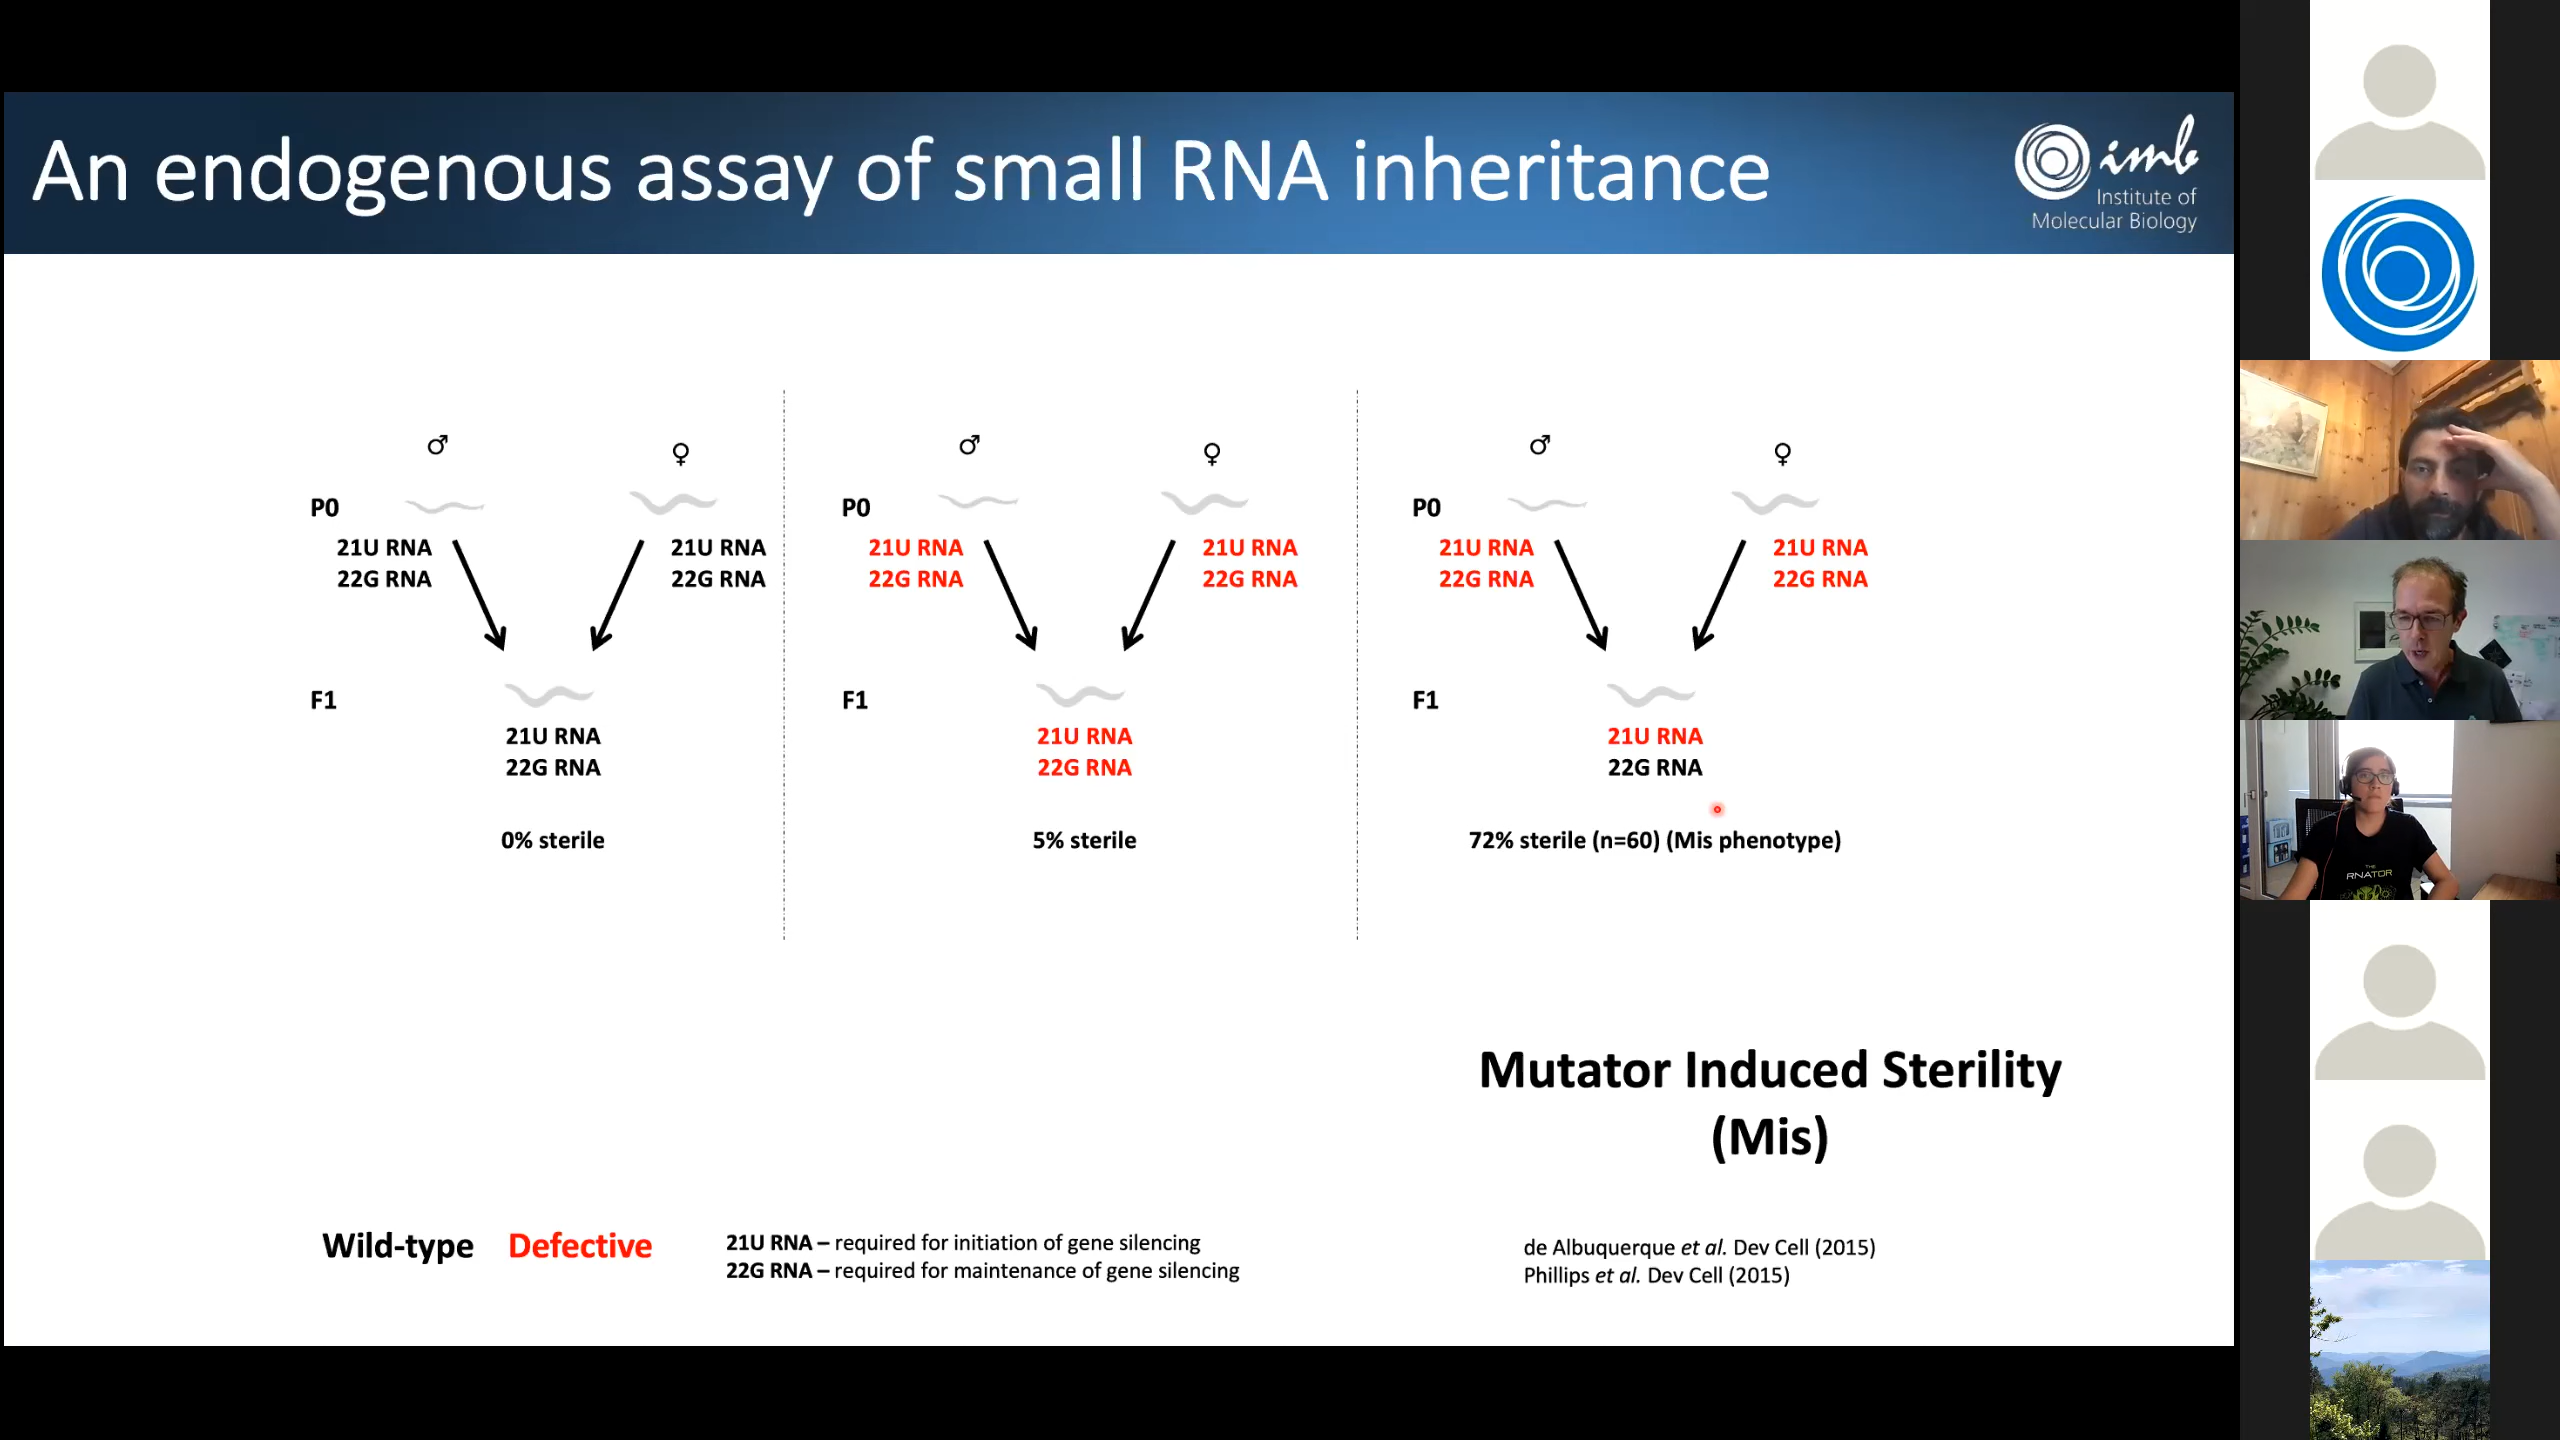 An endogenous assay of small RNA inheritance
imb
Institute of
Molecular Biology
♂ ♀
P0
21U RNA
22G RNA
21U RNA
22G RNA
F1
21U RNA
22G RNA
0% sterile
♂ ♀
P0
21U RNA
22G RNA
21U RNA
22G RNA
F1
21U RNA
22G RNA
5% sterile
♂ ♀
P0
21U RNA
22G RNA
21U RNA
22G RNA
F1
21U RNA
22G RNA
72% sterile (n=60) (Mis phenotype)
Mutator Induced Sterility
(Mis)
Wild-type Defective
21U RNA – required for initiation of gene silencing
22G RNA – required for maintenance of gene silencing
de Albuquerque et al. Dev Cell (2015)
Phillips et al. Dev Cell (2015)
THE
RNATOR